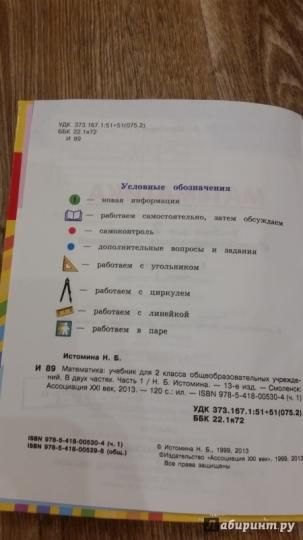 УДК 373.167.1:51+51(075.2)
ББК 22.1я72
И 89
Условные обозначения
! — новая информация
— работаем самостоятельно, затем обсуждаем
— самоконтроль
— дополнительные вопросы и задания
— работаем с угольником
— работаем с циркулем
— работаем с линейкой
— работаем в паре
Истомина Н. Б.
И 89 Математика: учебник для 2 класса общеобразовательных учрежде-
ний. В двух частях. Часть 1 / Н. Б. Истомина. — 13-е изд. — Смоленск:
Ассоциация XXI век, 2013. — 120 с.: ил. — ISBN 978-5-418-00530-4 (ч. 1)
УДК 373.167.1:51+51(075.2)
ББК 22.1я72
ISBN 978-5-418-00530-4 (ч. 1)
ISBN 978-5-418-00529-8 (общ.)
© Истомина Н. Б., 1999, 2013
©Издательство «Ассоциация XXI век», 1999, 2013
Все права защищены
абиринт.ру